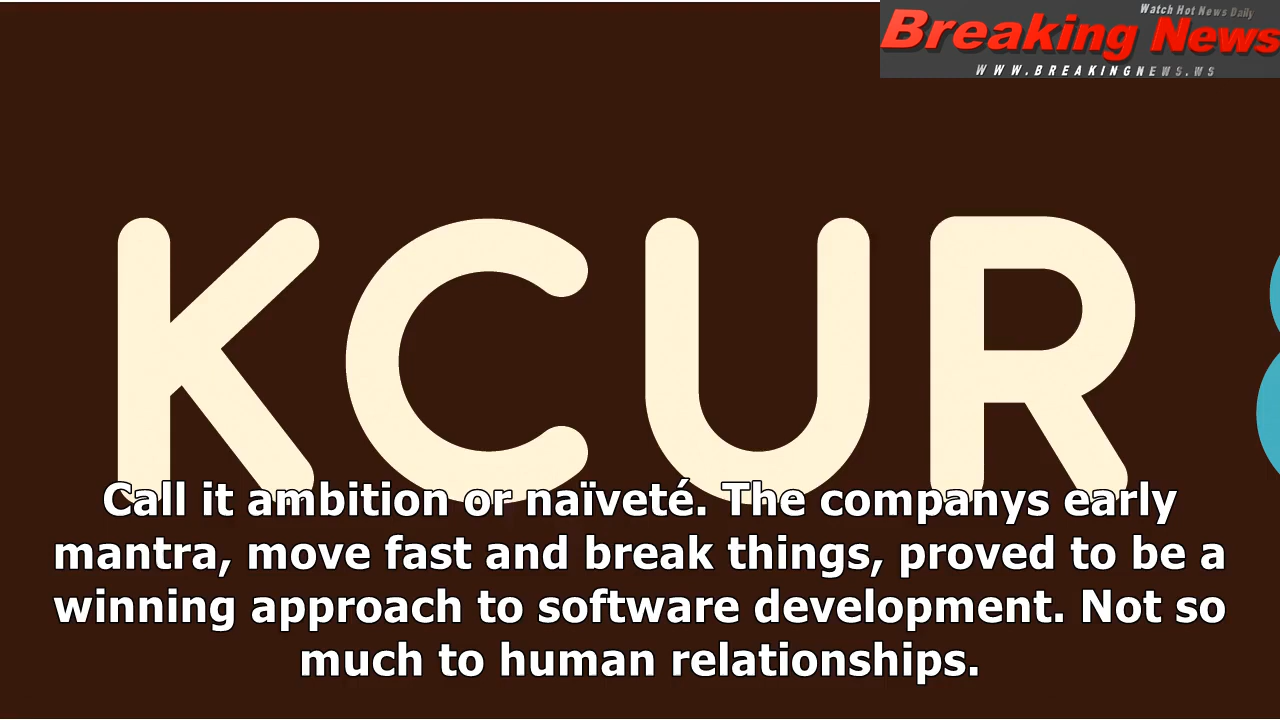 Watch Hot News Daily
Breaking News
WWW.BREAKINGNEWS.WS
KCUR
Call it ambition or naïveté. The companys early
mantra, move fast and break things, proved to be a
winning approach to software development. Not so
much to human relationships.